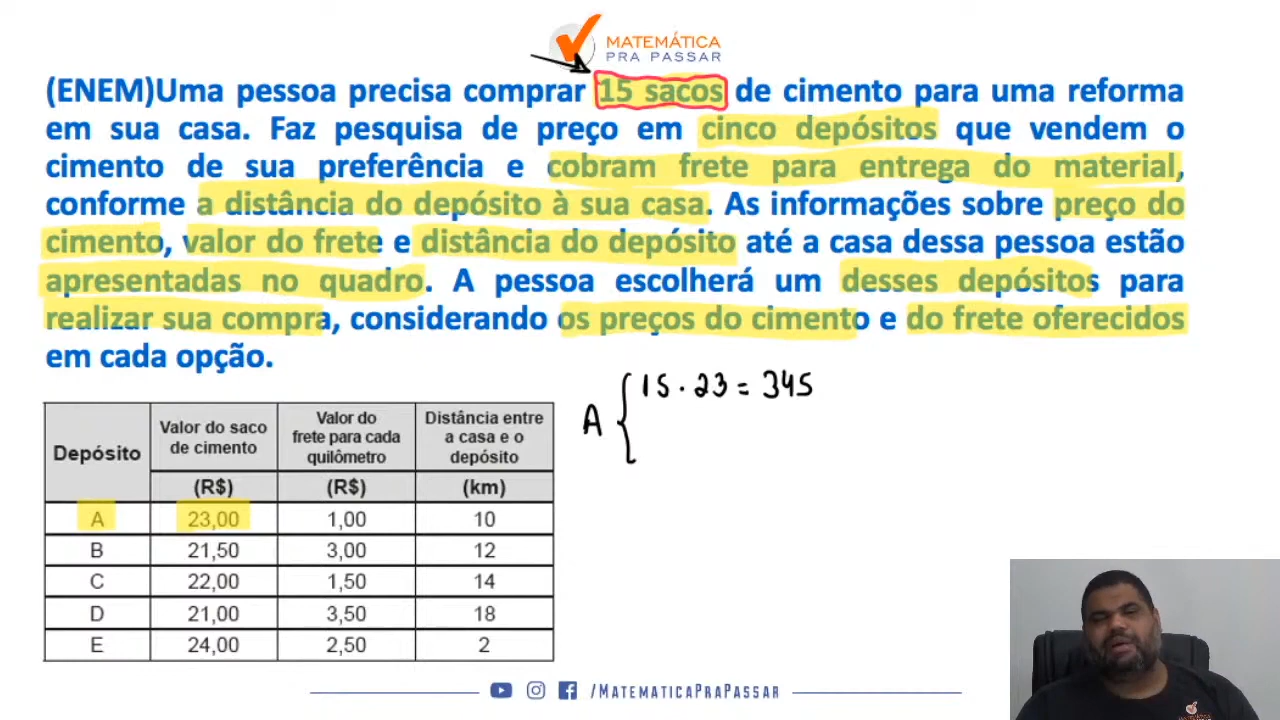 MATEMÁTICA
PRA PASSAR
(ENEM)Uma pessoa precisa comprar 15 sacos de cimento para uma reforma
em sua casa. Faz pesquisa de preço em cinco depósitos que vendem o
cimento de sua preferência e cobram frete para entrega do material,
conforme a distância do depósito à sua casa. As informações sobre preço do
cimento, valor do frete e distância do depósito até a casa dessa pessoa estão
apresentadas no quadro. A pessoa escolherá um desses depósitos para
realizar sua compra, considerando os preços do cimento e do frete oferecidos
em cada opção.
A { 15 . 23 = 345
Depósito Valor do saco de cimento Valor do frete para cada quilômetro Distância entre a casa e o depósito
(R$) (R$) (km)
A 23,00 1,00 10
B 21,50 3,00 12
C 22,00 1,50 14
D 21,00 3,50 18
E 24,00 2,50 2
/MatematicaPraPassar